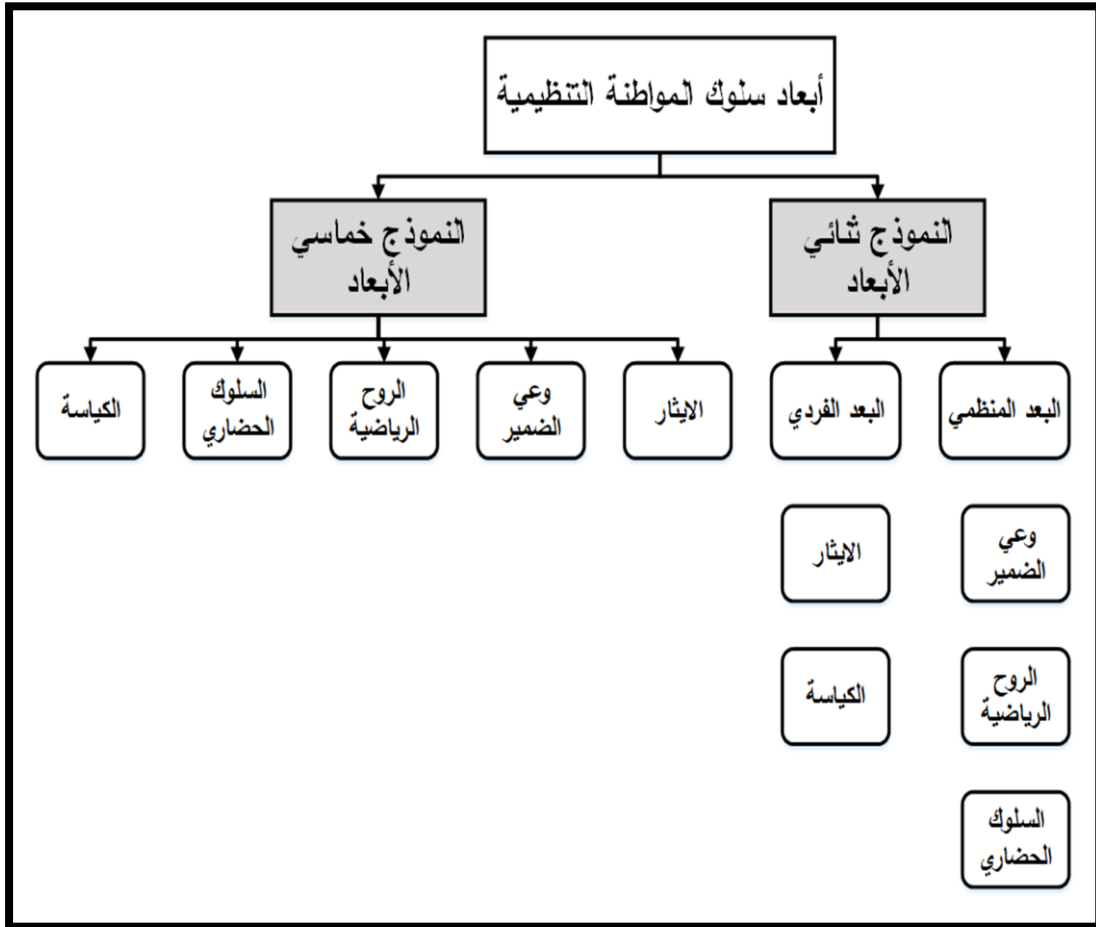 أبعاد سلوك المواطنة التنظيمية
النموذج ثنائي
الأبعاد
النموذج خماسي
الأبعاد
البعد المنظمي
البعد الفردي
الايثار
وعي
الضمير
الروح
الرياضية
السلوك
الحضاري
الكياسة
وعي
الضمير
الايثار
الروح
الرياضية
الكياسة
السلوك
الحضاري